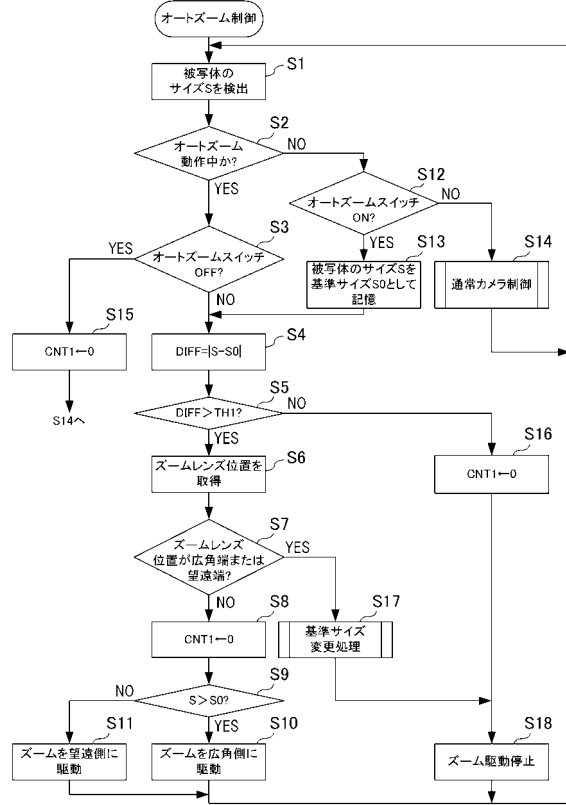 オートズーム制御
被写体の
サイズSを検出
S1
オートズーム
動作中か?
S2
NO
YES
オートズームスイッチ
ON?
S12
NO
YES
オートズームスイッチ
OFF?
S3
YES
NO
被写体のサイズSを
基準サイズS0として
記憶
S13
通常カメラ制御
S14
CNT1←0
S15
S14へ
DIFF=|S-S0|
S4
DIFF>TH1?
S5
NO
YES
ズームレンズ位置を
取得
S6
CNT1←0
S16
ズームレンズ
位置が広角端または
望遠端?
S7
YES
NO
CNT1←0
S8
基準サイズ
変更処理
S17
S>S0?
S9
NO
YES
ズームを望遠側に
駆動
S11
ズームを広角側に
駆動
S10
ズーム駆動停止
S18